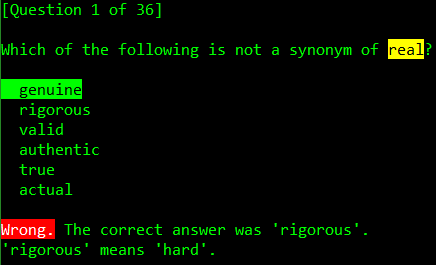 [Question 1 of 36]
Which of the following is not a synonym of real?
genuine
rigorous
valid
authentic
true
actual
Wrong. The correct answer was 'rigorous'.
'rigorous' means 'hard'.